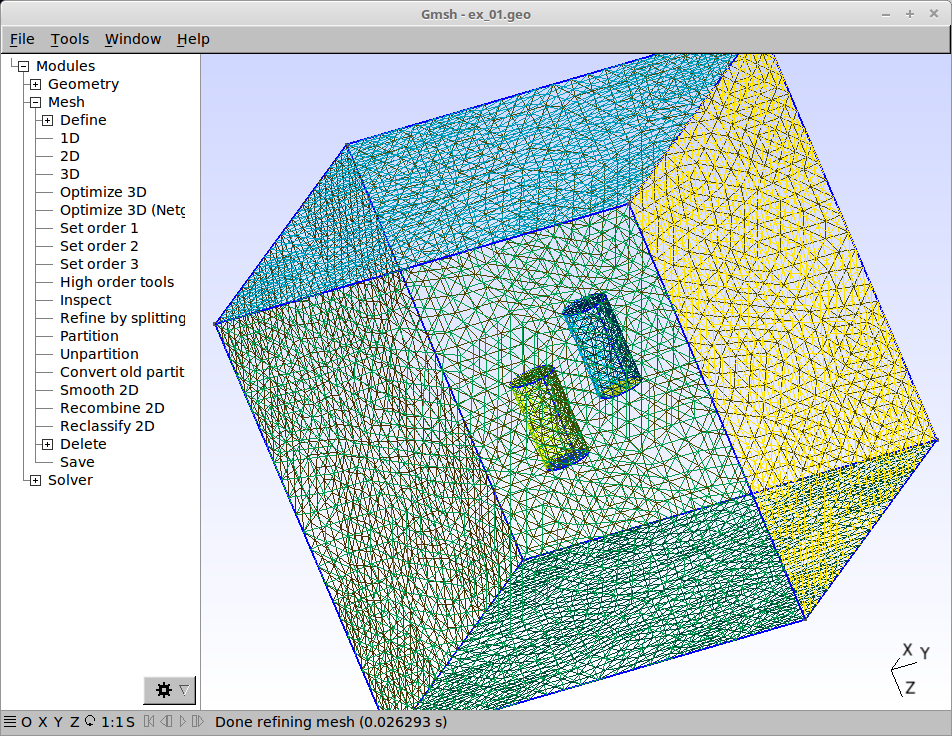 Gmsh - ex_01.geo
File Tools Window Help
Modules
Geometry
Mesh
Define
1D
2D
3D
Optimize 3D
Optimize 3D (Netg
Set order 1
Set order 2
Set order 3
High order tools
Inspect
Refine by splitting
Partition
Unpartition
Convert old partit
Smooth 2D
Recombine 2D
Reclassify 2D
Delete
Save
Solver
X Y
Z
O X Y Z 1:1 S Done refining mesh (0.026293 s)